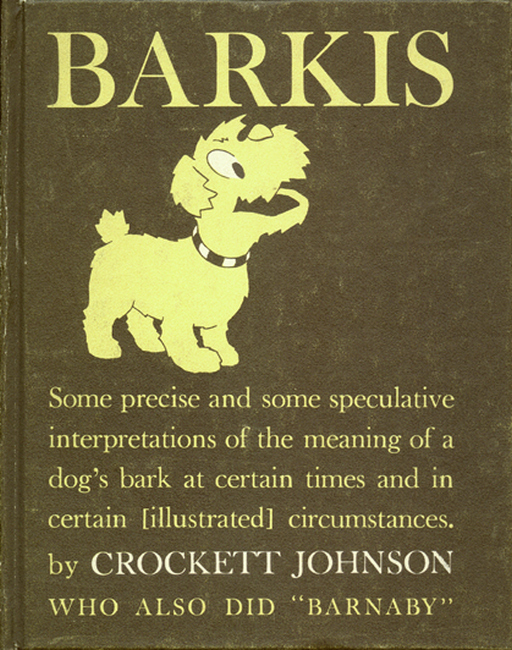 BARKIS
Some precise and some speculative
interpretations of the meaning of a
dog's bark at certain times and in
certain [illustrated] circumstances.
by CROCKETT JOHNSON
WHO ALSO DID "BARNABY"